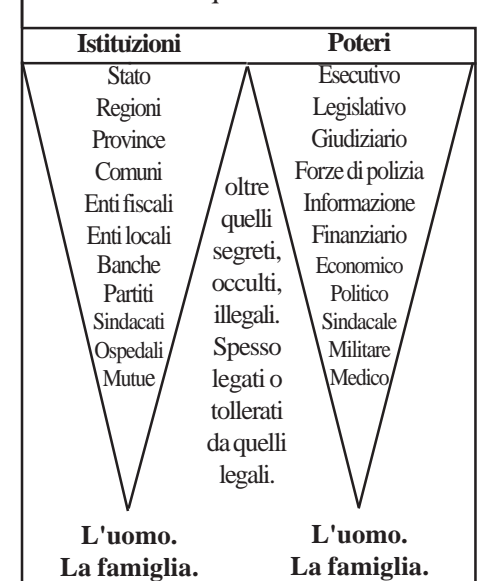 Istituzioni
Stato
Regioni
Province
Comuni
Enti fiscali
Enti locali
Banche
Partiti
Sindacati
Ospedali
Mutue
L'uomo.
La famiglia.
oltre
quelli
segreti,
occulti,
illegali.
Spesso
legati o
tollerati
da quelli
legali.
Poteri
Esecutivo
Legislativo
Giudiziario
Forze di polizia
Informazione
Finanziario
Economico
Politico
Sindacale
Militare
Medico
L'uomo.
La famiglia.